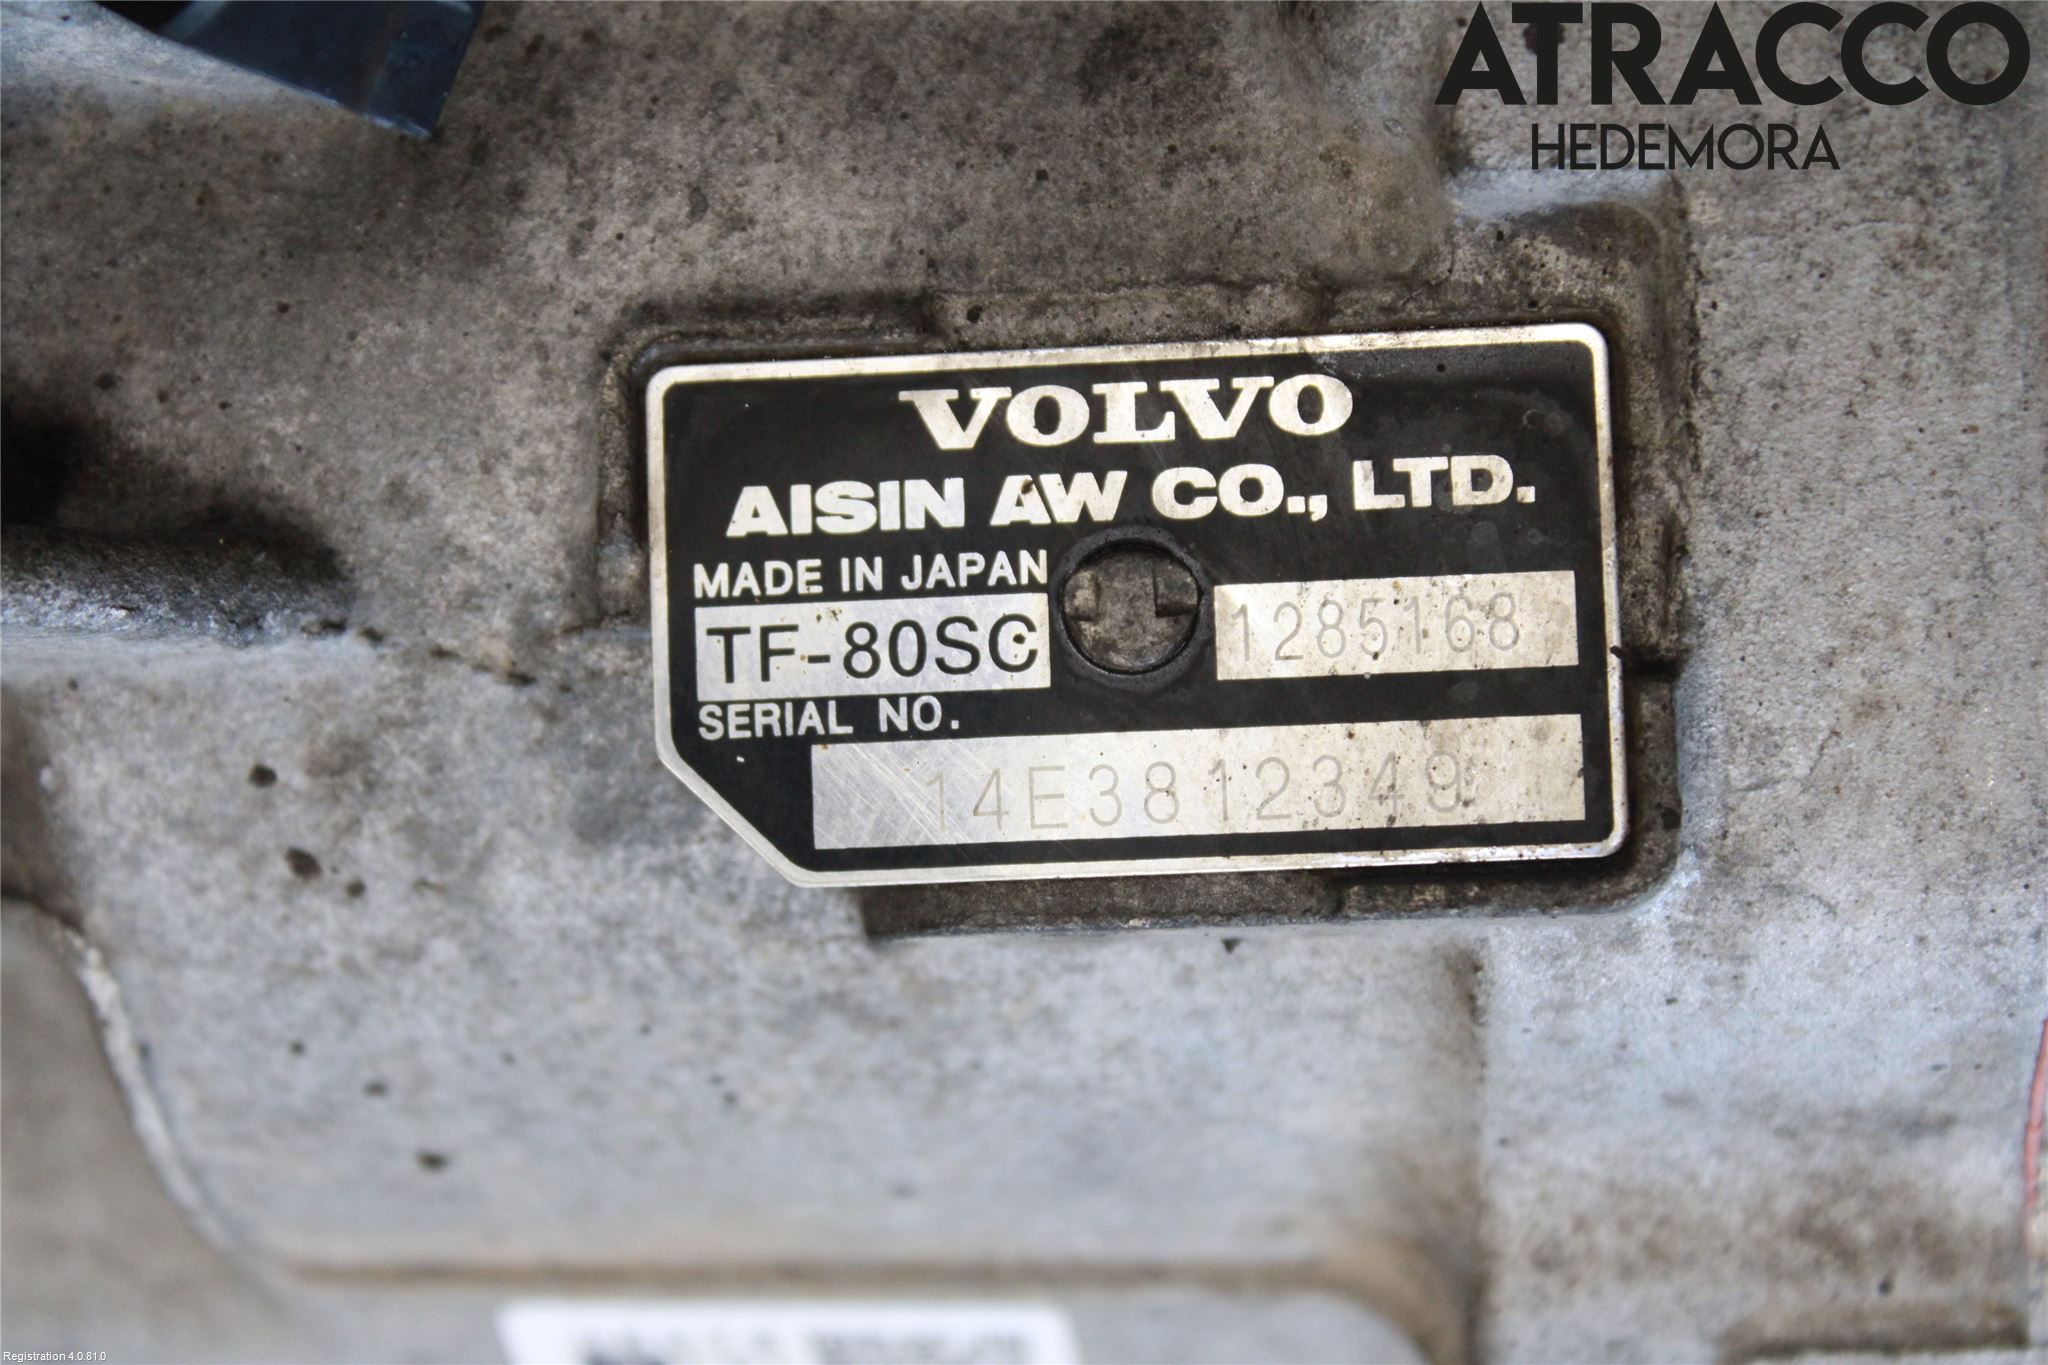 ATRACCO
HEDEMORA
VOLVO
AISIN AW CO., LTD.
MADE IN JAPAN
TF-80SC 1285168
SERIAL NO.
14E3812349
Registration 4.0.81.0